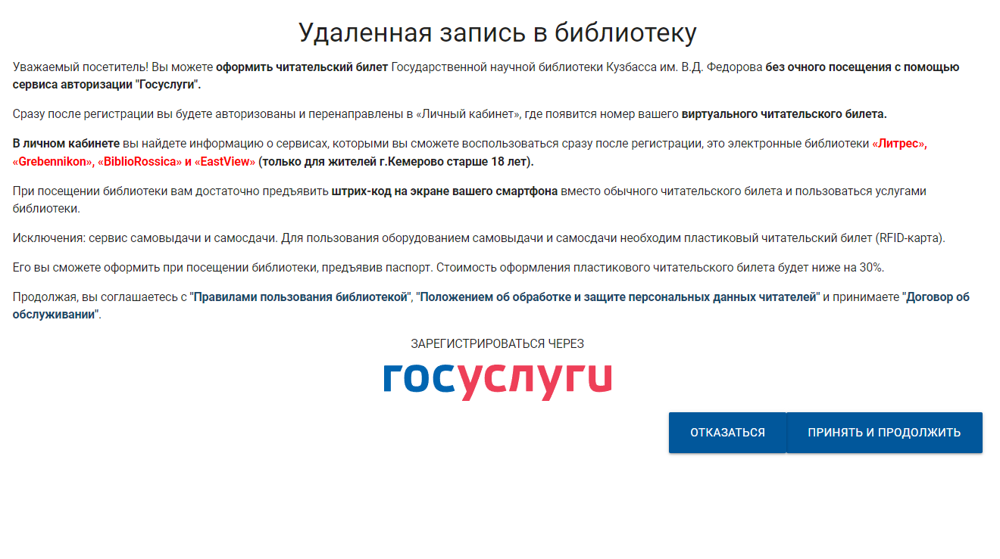 Удаленная запись в библиотеку
Уважаемый посетитель! Вы можете оформить читательский билет Государственной научной библиотеки Кузбасса им. В.Д. Федорова без очного посещения с помощью
сервиса авторизации "Госуслуги".
Сразу после регистрации вы будете авторизованы и перенаправлены в «Личный кабинет», где появится номер вашего виртуального читательского билета.
В личном кабинете вы найдете информацию о сервисах, которыми вы сможете воспользоваться сразу после регистрации, это электронные библиотеки «Литрес»,
«Grebennikon», «BiblioRossica» и «EastView» (только для жителей г.Кемерово старше 18 лет).
При посещении библиотеки вам достаточно предъявить штрих-код на экране вашего смартфона вместо обычного читательского билета и пользоваться услугами
библиотеки.
Исключения: сервис самовыдачи и самосдачи. Для пользования оборудованием самовыдачи и самосдачи необходим пластиковый читательский билет (RFID-карта).
Его вы сможете оформить при посещении библиотеки, предъявив паспорт. Стоимость оформления пластикового читательского билета будет ниже на 30%.
Продолжая, вы соглашаетесь с "Правилами пользования библиотекой", "Положением об обработке и защите персональных данных читателей" и принимаете "Договор об
обслуживании".
ЗАРЕГИСТРИРОВАТЬСЯ ЧЕРЕЗ
госуслуги
ОТКАЗАТЬСЯ ПРИНЯТЬ И ПРОДОЛЖИТЬ